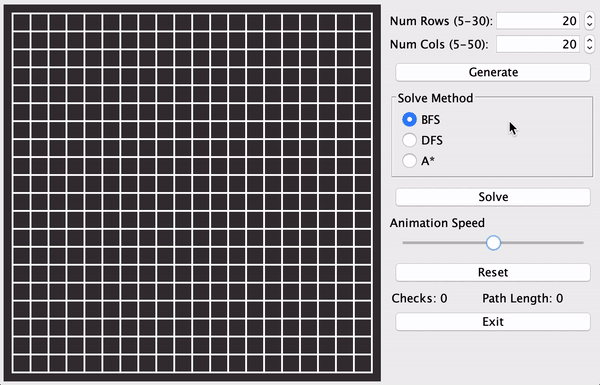 Num Rows (5-30): 20
Num Cols (5-50): 20
Generate
Solve Method
BFS
DFS
A*
Solve
Animation Speed
Reset
Checks: 0 Path Length: 0
Exit